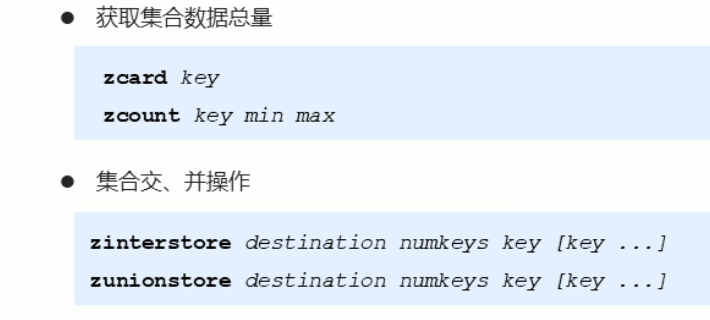 ● 获取集合数据总量
zcard key
zcount key min max
● 集合交、并操作
zinterstore destination numkeys key [key ...]
zunionstore destination numkeys key [key ...]